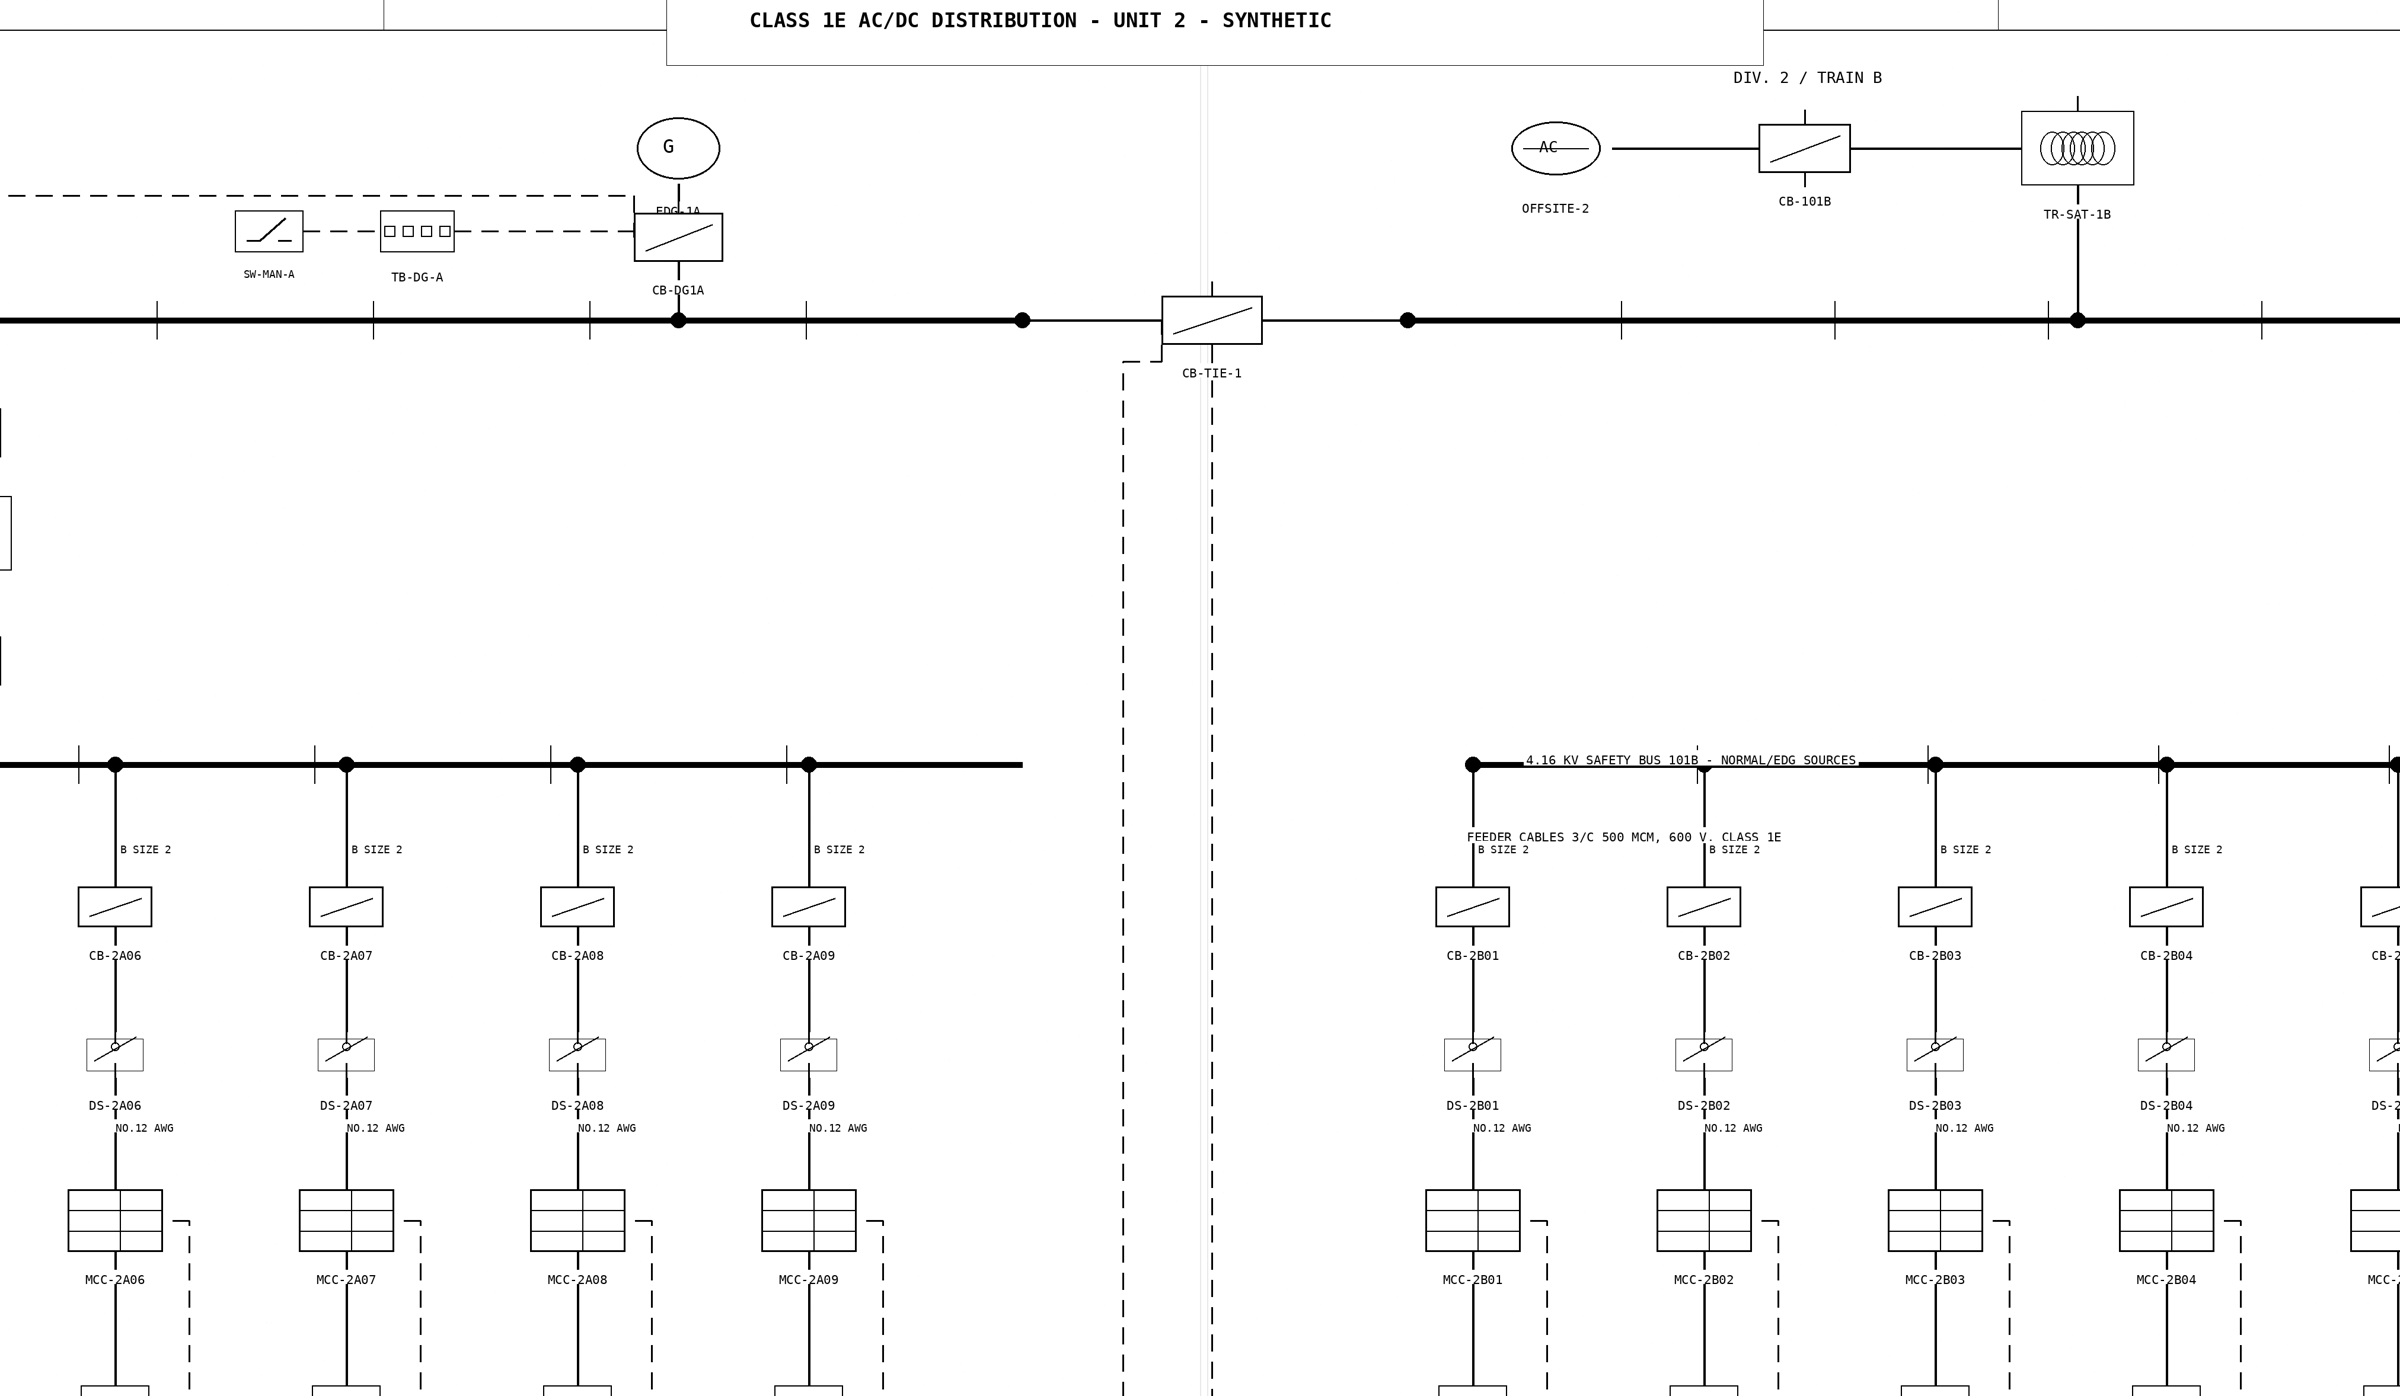 CLASS 1E AC/DC DISTRIBUTION - UNIT 2 - SYNTHETIC
DIV. 2 / TRAIN B
G
AC
EDG-1A
CB-101B
OFFSITE-2
TR-SAT-1B
SW-MAN-A
TB-DG-A
CB-DG1A
CB-TIE-1
4.16 KV SAFETY BUS 101B - NORMAL/EDG SOURCES
FEEDER CABLES 3/C 500 MCM, 600 V. CLASS 1E
B SIZE 2
B SIZE 2
B SIZE 2
B SIZE 2
B SIZE 2
B SIZE 2
B SIZE 2
B SIZE 2
CB-2A06
CB-2A07
CB-2A08
CB-2A09
CB-2B01
CB-2B02
CB-2B03
CB-2B04
CB-2
DS-2A06
DS-2A07
DS-2A08
DS-2A09
DS-2B01
DS-2B02
DS-2B03
DS-2B04
DS-2
NO.12 AWG
NO.12 AWG
NO.12 AWG
NO.12 AWG
NO.12 AWG
NO.12 AWG
NO.12 AWG
NO.12 AWG
MCC-2A06
MCC-2A07
MCC-2A08
MCC-2A09
MCC-2B01
MCC-2B02
MCC-2B03
MCC-2B04
MCC-